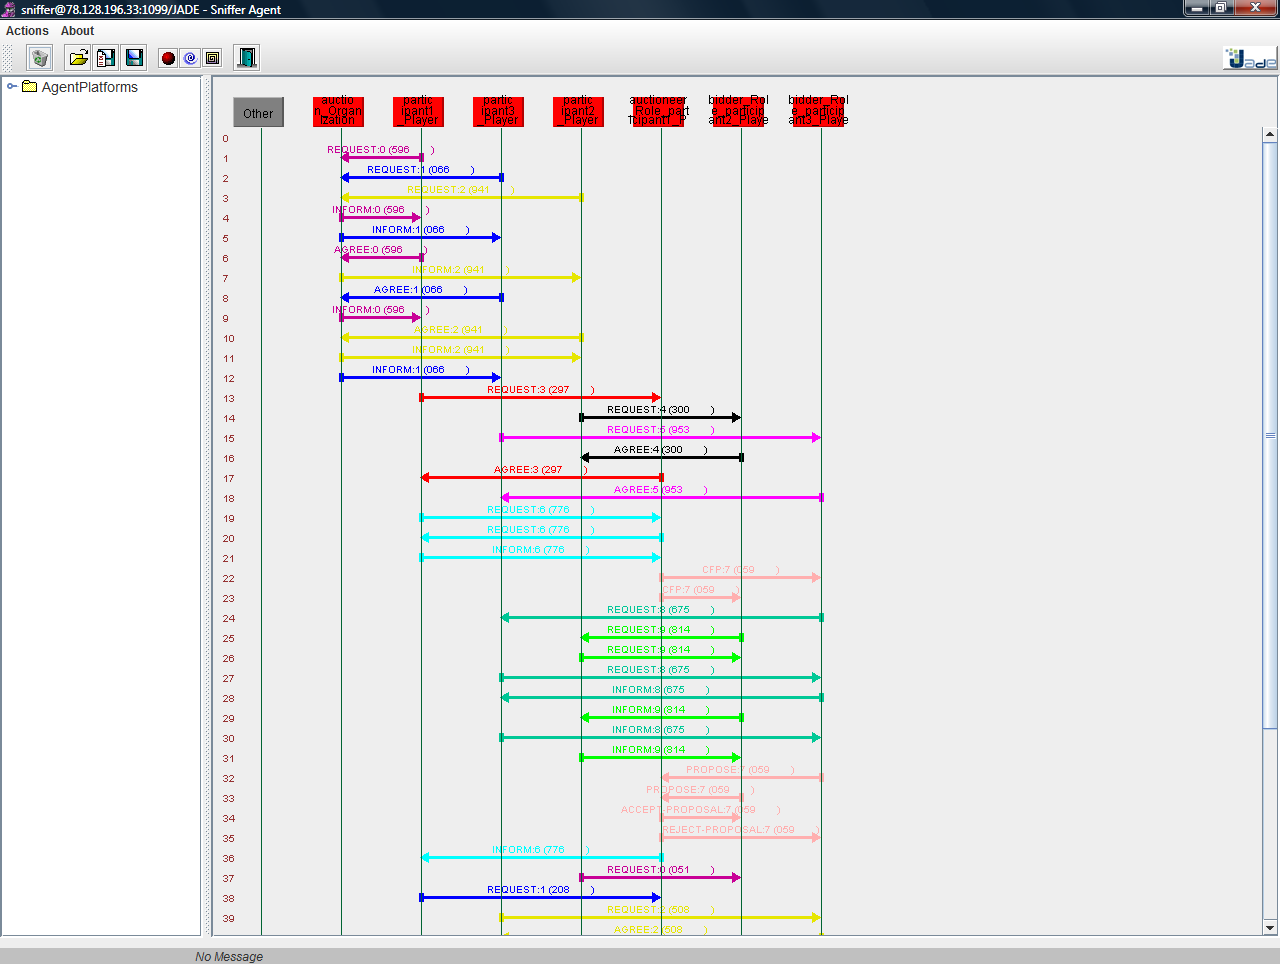 sniffer@78.128.196.33:1099/JADE - Sniffer Agent
Actions About
Jade
AgentPlatforms
Other
auctio
n_Organ
ization
partic
ipant1
_Player
partic
ipant3
_Player
partic
ipant2
_Player
auctioneer
_Role_part
icipant1_P
bidder_Rol
e_particip
ant2_Playe
bidder_Rol
e_particip
ant3_Playe
0
1 REQUEST:0 (596 )
2 REQUEST:1 (066 )
3 REQUEST:2 (941 )
4 INFORM:0 (596 )
5 INFORM:1 (066 )
6 AGREE:0 (596 )
7 INFORM:2 (941 )
8 AGREE:1 (066 )
9 INFORM:0 (596 )
10 AGREE:2 (941 )
11 INFORM:2 (941 )
12 INFORM:1 (066 )
13 REQUEST:3 (297 )
14 REQUEST:4 (300 )
15 REQUEST:5 (953 )
16 AGREE:4 (300 )
17 AGREE:3 (297 )
18 AGREE:5 (953 )
19 REQUEST:6 (776 )
20 REQUEST:6 (776 )
21 INFORM:6 (776 )
22 CFP:7 (059 )
23 CFP:7 (059 )
24 REQUEST:8 (675 )
25 REQUEST:9 (814 )
26 REQUEST:9 (814 )
27 REQUEST:8 (675 )
28 INFORM:8 (675 )
29 INFORM:9 (814 )
30 INFORM:8 (675 )
31 INFORM:9 (814 )
32 PROPOSE:7 (059 )
33 PROPOSE:7 (059 )
34 ACCEPT-PROPOSAL:7 (059 )
35 REJECT-PROPOSAL:7 (059 )
36 INFORM:6 (776 )
37 REQUEST:0 (051 )
38 REQUEST:1 (208 )
39 REQUEST:2 (508 )
AGREE:2 (508 )
No Message